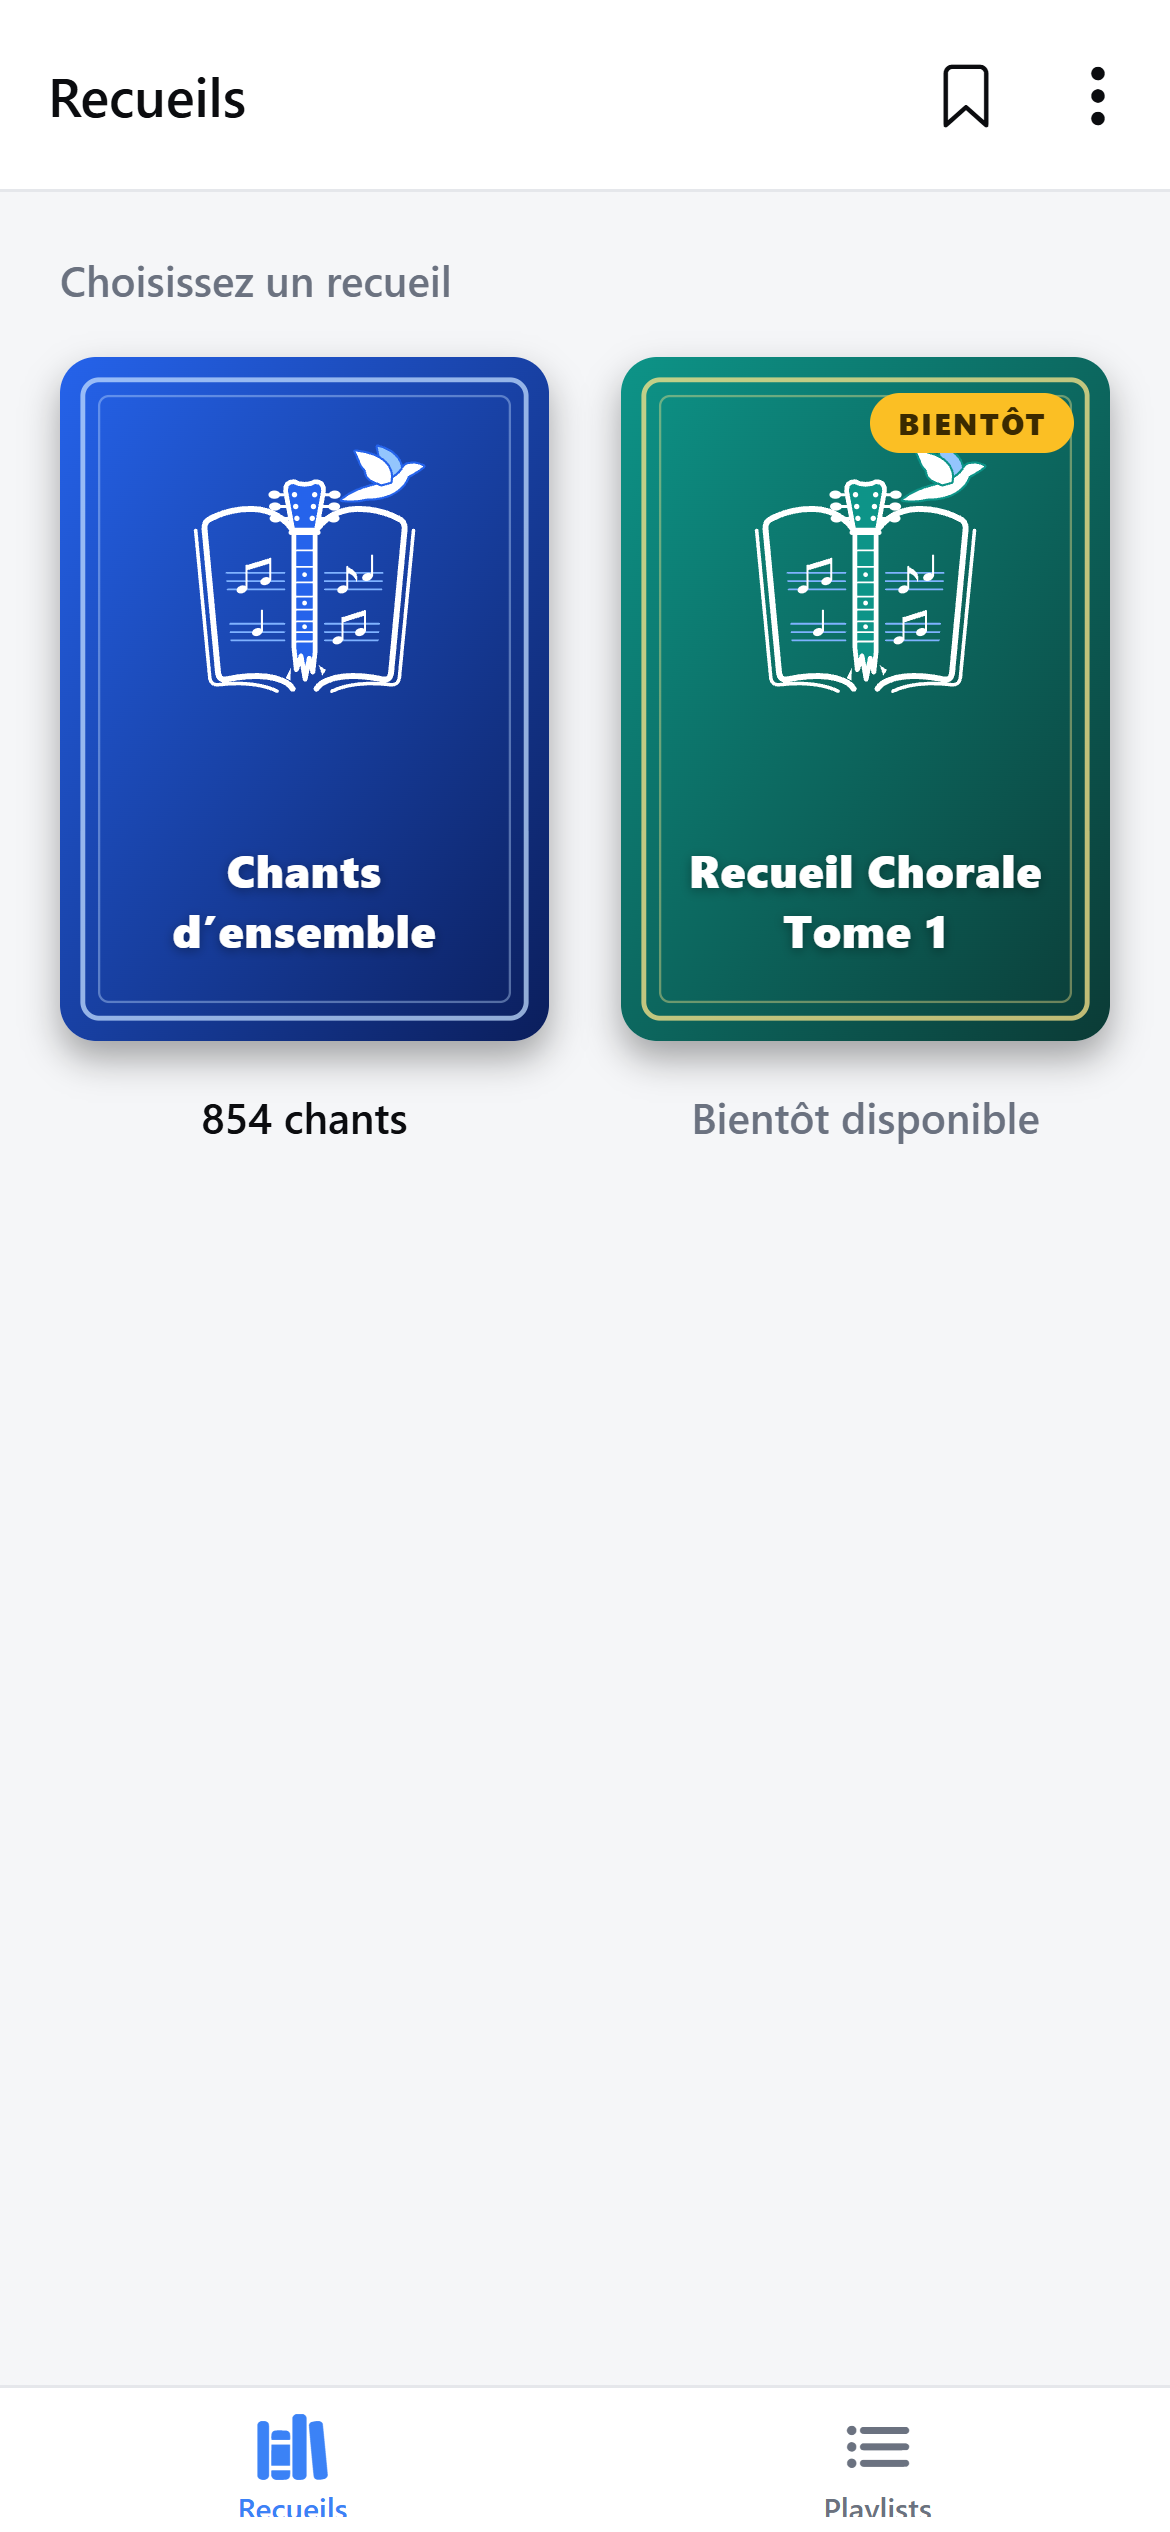 Recueils
Choisissez un recueil
BIENTÔT
Chants
d'ensemble
Recueil Chorale
Tome 1
854 chants
Bientôt disponible
Recueils
Playlists